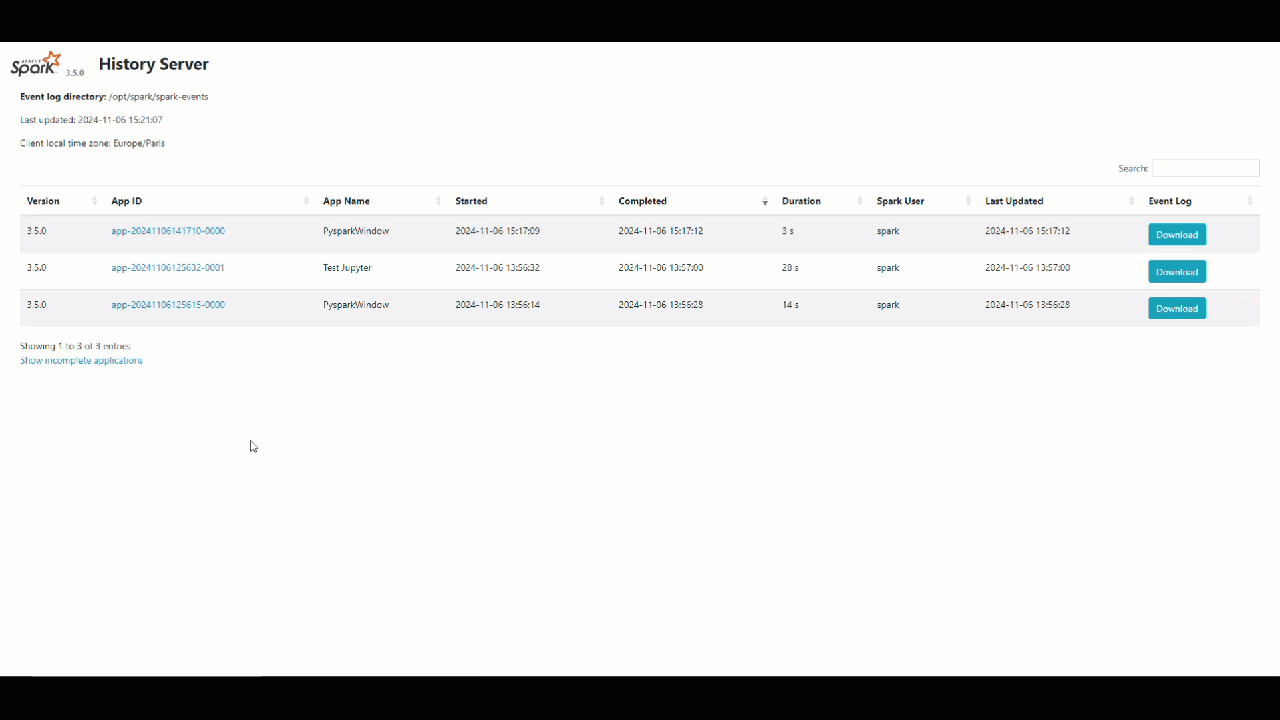 APACHE Spark 3.5.0 History Server
Event log directory: /opt/spark/spark-events
Last updated: 2024-11-06 15:21:07
Client local time zone: Europe/Paris
Search:
Version App ID App Name Started Completed Duration Spark User Last Updated Event Log
3.5.0 app-20241106141710-0000 PysparkWindow 2024-11-06 15:17:09 2024-11-06 15:17:12 3 s spark 2024-11-06 15:17:12 Download
3.5.0 app-20241106125632-0001 Test Jupyter 2024-11-06 13:56:32 2024-11-06 13:57:00 28 s spark 2024-11-06 13:57:00 Download
3.5.0 app-20241106125615-0000 PysparkWindow 2024-11-06 13:56:14 2024-11-06 13:56:28 14 s spark 2024-11-06 13:56:28 Download
Showing 1 to 3 of 3 entries
Show incomplete applications